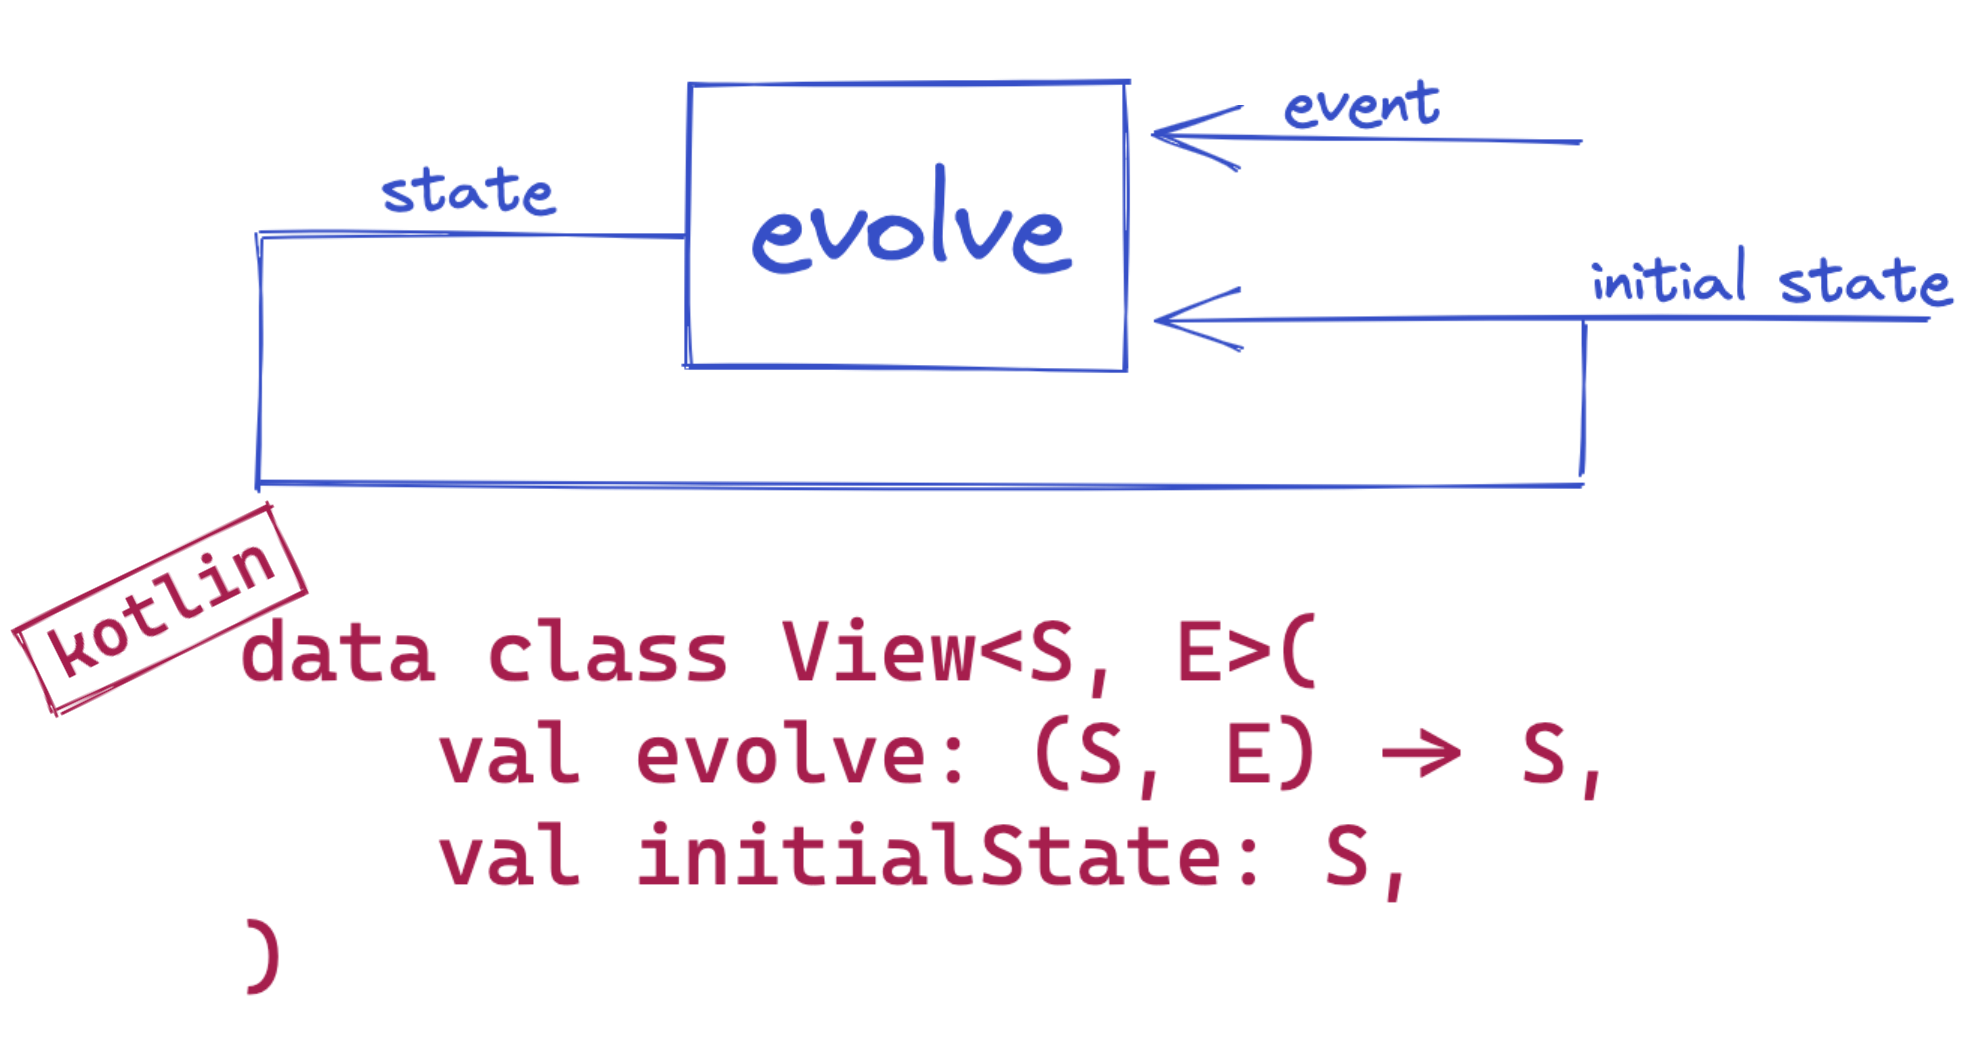 event
state
evolve
initial state
kotlin
data class View<S, E>(
    val evolve: (S, E) → S,
    val initialState: S,
)